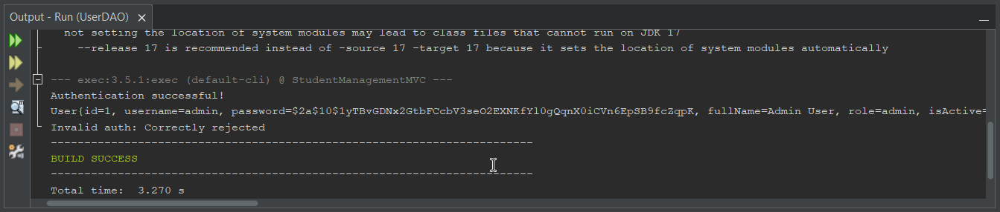 Output - Run (UserDAO)
not setting the location of system modules may lead to class files that cannot run on JDK 17
--release 17 is recommended instead of -source 17 -target 17 because it sets the location of system modules automatically
--- exec:3.5.1:exec (default-cli) @ StudentManagementMVC ---
Authentication successful!
User{id=1, username=admin, password=$2a$10$1yTBvGDNx2GtbFCcbV3seO2EXNKfYl0gQqnX0iCVn6EpSB9fcZqpK, fullName=Admin User, role=admin, isActive=
Invalid auth: Correctly rejected
------------------------------------------------------------------------
BUILD SUCCESS
------------------------------------------------------------------------
Total time:  3.270 s